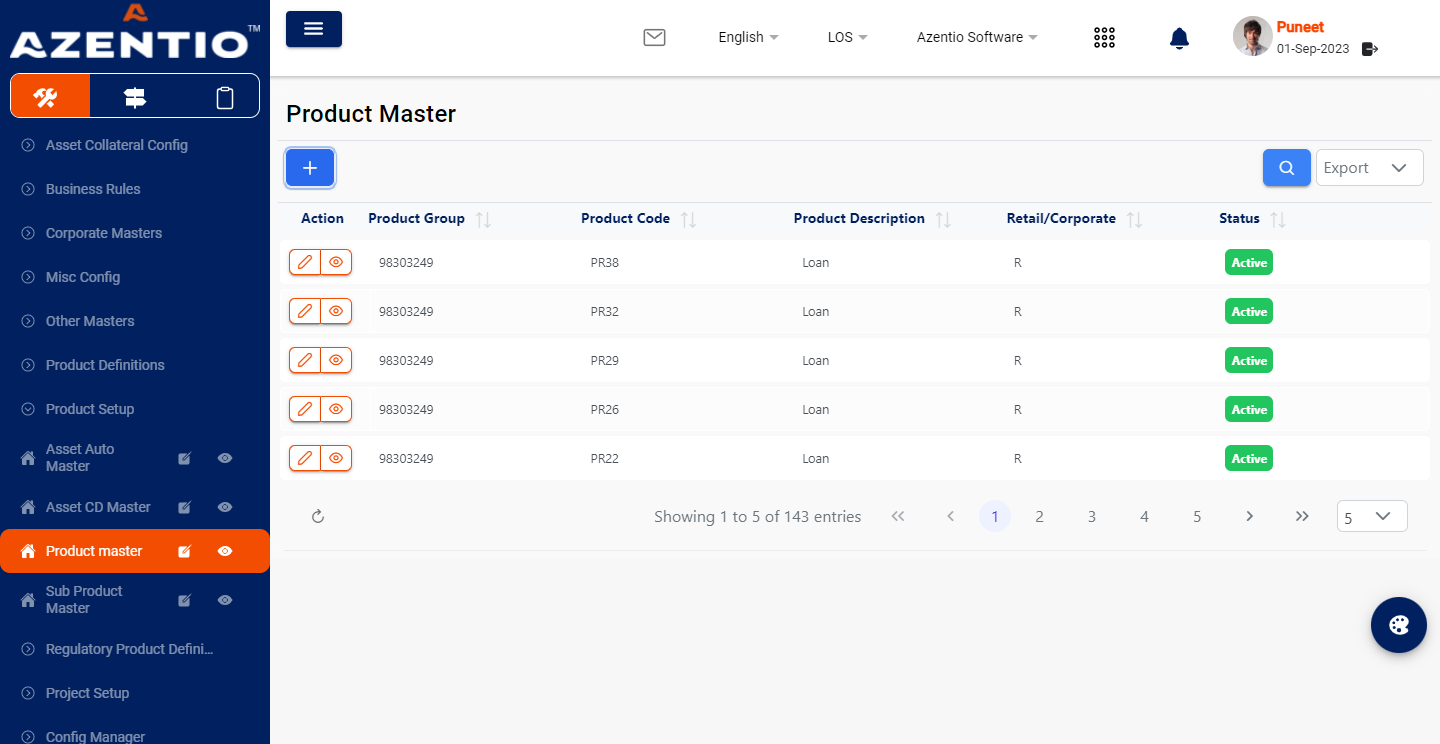 AZENTIO™
English
LOS
Azentio Software
Puneet
01-Sep-2023
Asset Collateral Config
Business Rules
Corporate Masters
Misc Config
Other Masters
Product Definitions
Product Setup
Asset Auto
Master
Asset CD Master
Product master
Sub Product
Master
Regulatory Product Defini...
Project Setup
Config Manager
Product Master
Export
Action Product Group Product Code Product Description Retail/Corporate Status
98303249 PR38 Loan R Active
98303249 PR32 Loan R Active
98303249 PR29 Loan R Active
98303249 PR26 Loan R Active
98303249 PR22 Loan R Active
Showing 1 to 5 of 143 entries 1 2 3 4 5 5